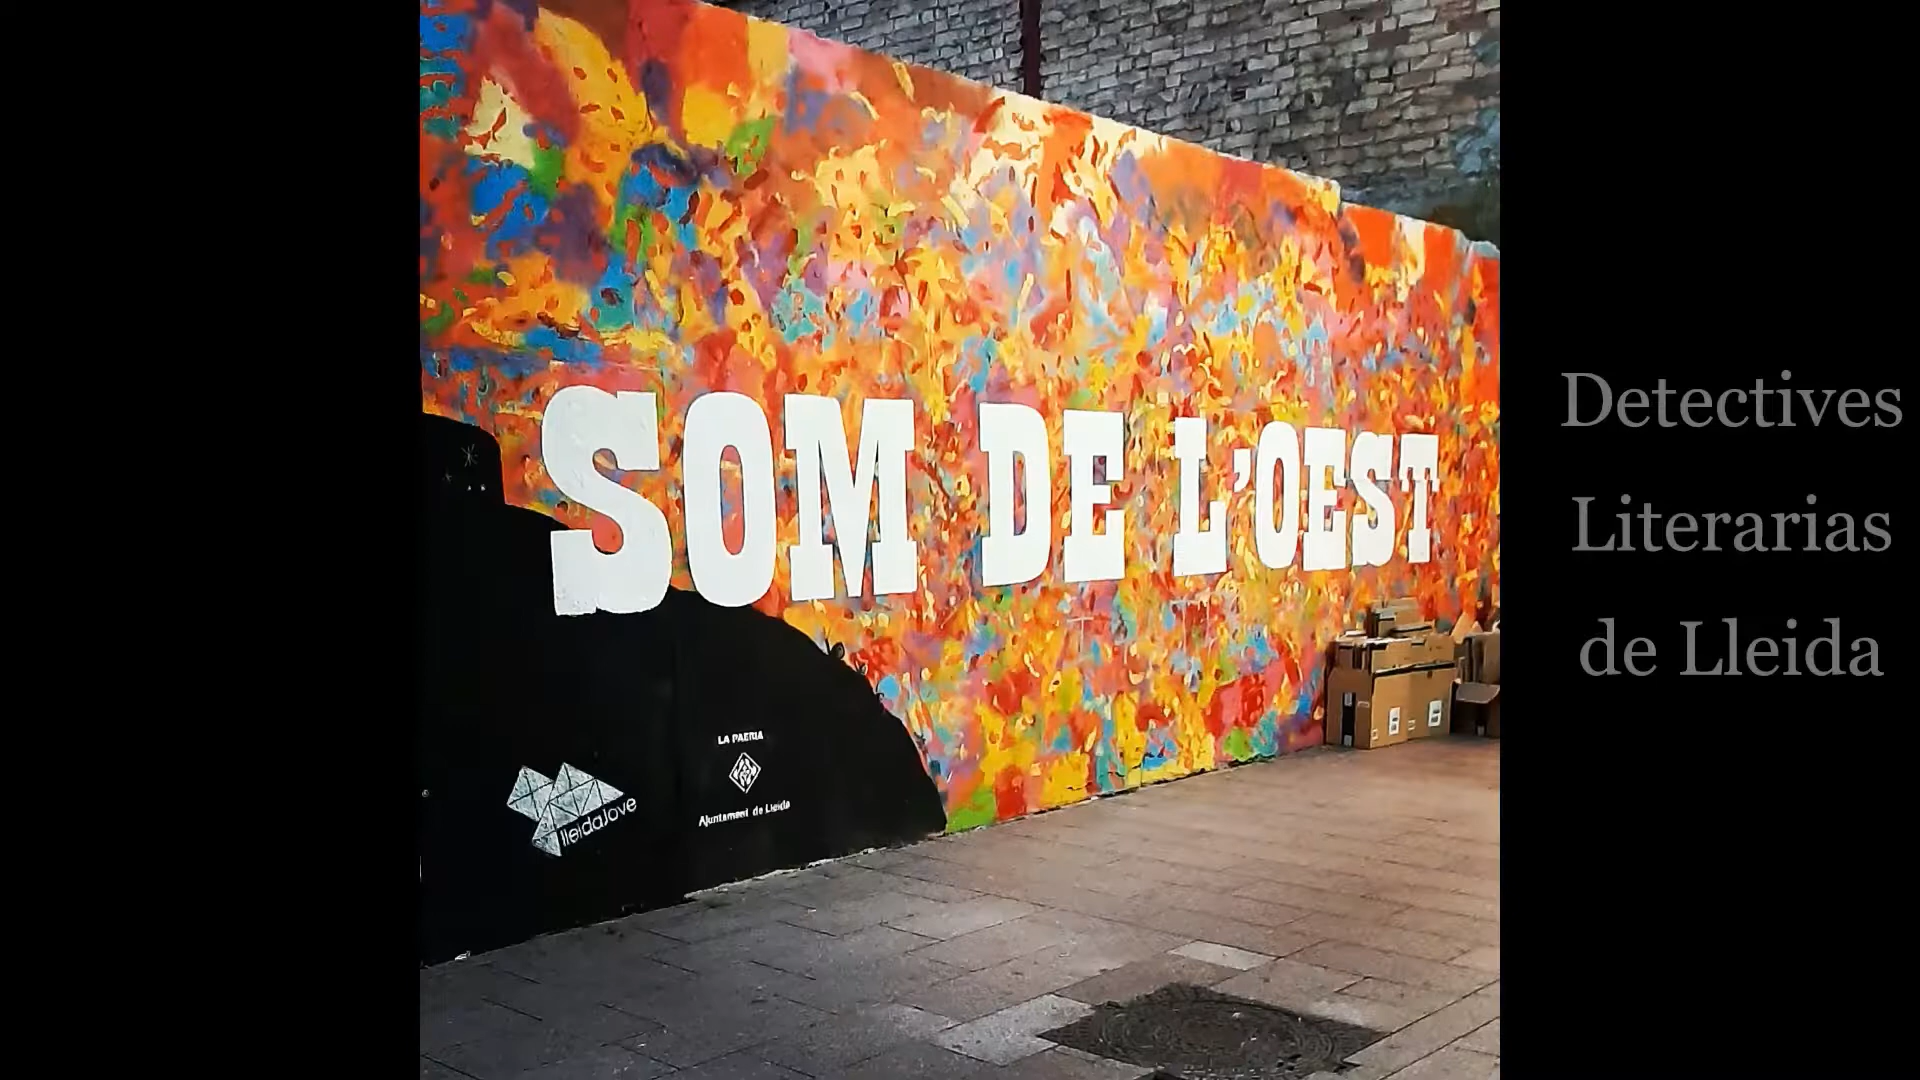 SOM DE L'OEST
LA PAERIA
Ajuntament de Lleida
lleidaJove
Detectives
Literarias
de Lleida